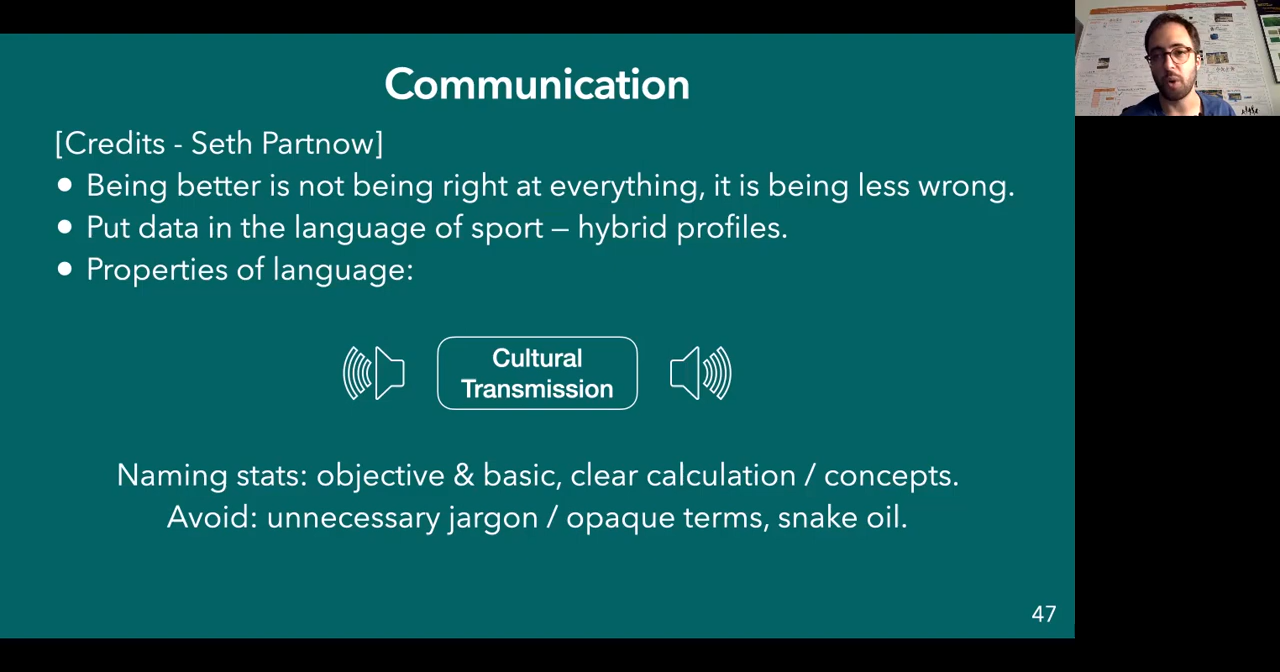 Communication
[Credits - Seth Partnow]
● Being better is not being right at everything, it is being less wrong.
● Put data in the language of sport – hybrid profiles.
● Properties of language:
Cultural
Transmission
Naming stats: objective & basic, clear calculation / concepts.
Avoid: unnecessary jargon / opaque terms, snake oil.
47